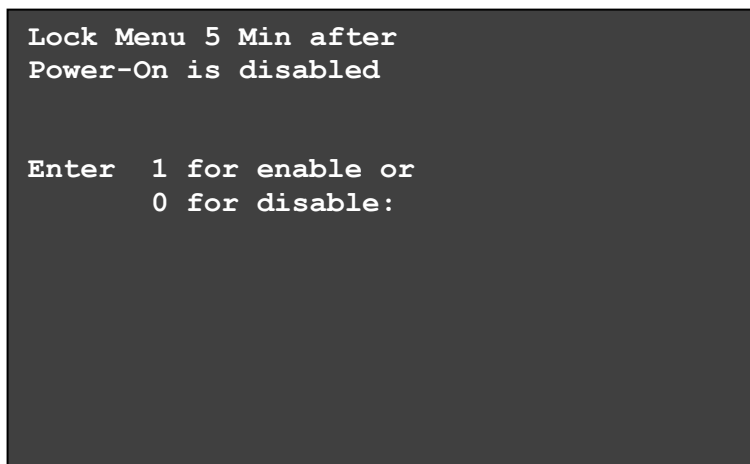 Lock Menu 5 Min after
Power-On is disabled
Enter  1 for enable or
0 for disable: